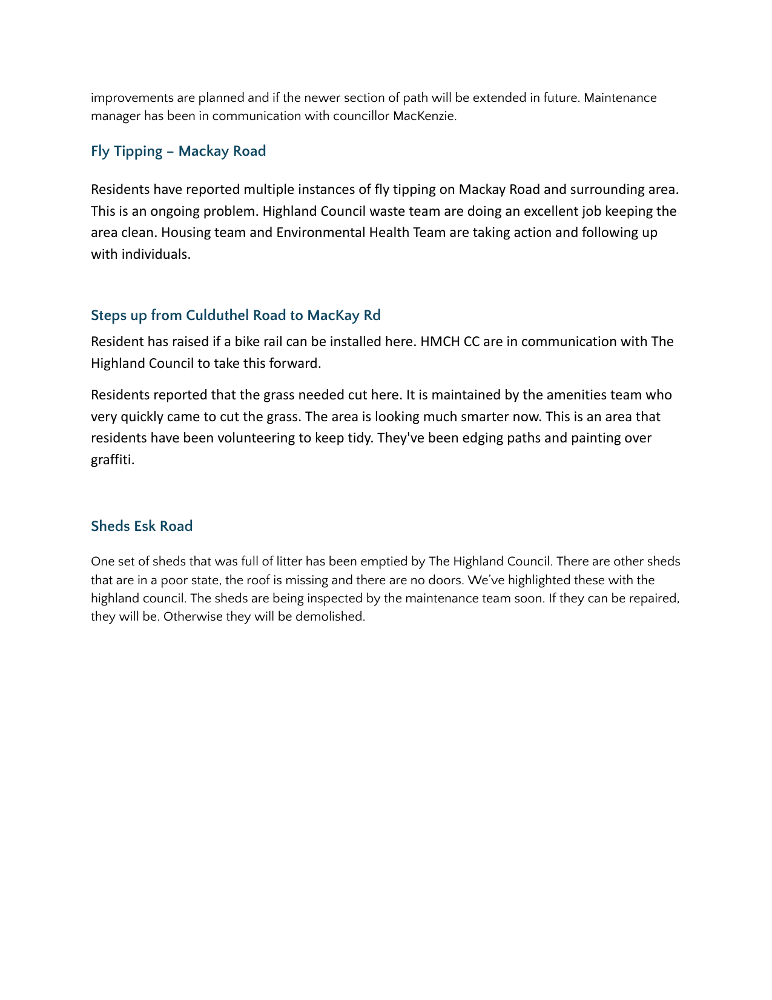 improvements are planned and if the newer section of path will be extended in future. Maintenance
manager has been in communication with councillor MacKenzie.
Fly Tipping – Mackay Road
Residents have reported multiple instances of fly tipping on Mackay Road and surrounding area.
This is an ongoing problem. Highland Council waste team are doing an excellent job keeping the
area clean. Housing team and Environmental Health Team are taking action and following up
with individuals.
Steps up from Culduthel Road to MacKay Rd
Resident has raised if a bike rail can be installed here. HMCH CC are in communication with The
Highland Council to take this forward.
Residents reported that the grass needed cut here. It is maintained by the amenities team who
very quickly came to cut the grass. The area is looking much smarter now. This is an area that
residents have been volunteering to keep tidy. They've been edging paths and painting over
graffiti.
Sheds Esk Road
One set of sheds that was full of litter has been emptied by The Highland Council. There are other sheds
that are in a poor state, the roof is missing and there are no doors. We’ve highlighted these with the
highland council. The sheds are being inspected by the maintenance team soon. If they can be repaired,
they will be. Otherwise they will be demolished.